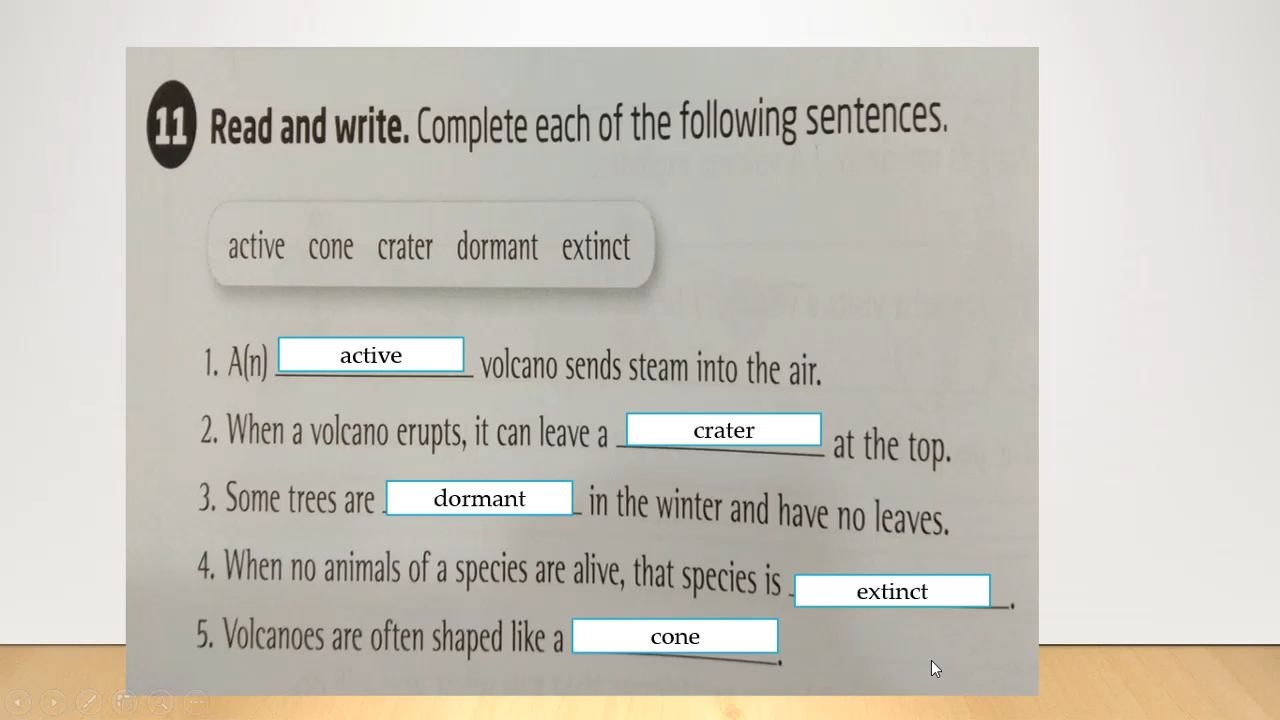 11 Read and write. Complete each of the following sentences.
active cone crater dormant extinct
1. A(n) active volcano sends steam into the air.
2. When a volcano erupts, it can leave a crater at the top.
3. Some trees are dormant in the winter and have no leaves.
4. When no animals of a species are alive, that species is extinct.
5. Volcanoes are often shaped like a cone.